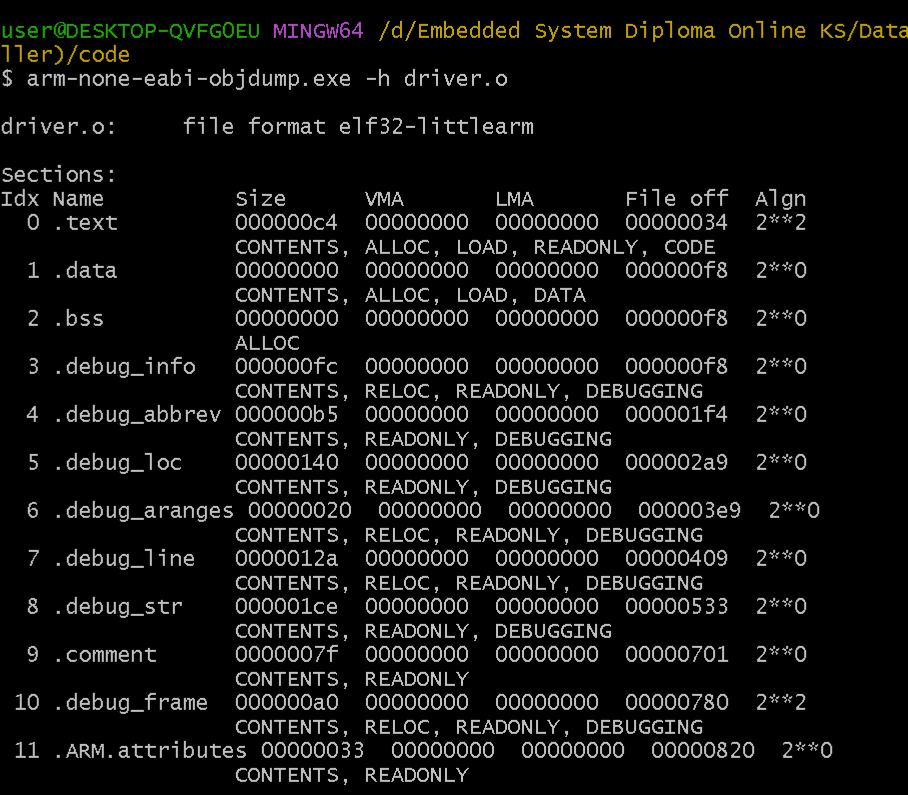 user@DESKTOP-QVFG0EU MINGW64 /d/Embedded System Diploma Online KS/Data
ller)/code
$ arm-none-eabi-objdump.exe -h driver.o
driver.o:     file format elf32-littlearm
Sections:
Idx Name          Size      VMA       LMA       File off  Algn
  0 .text         000000c4  00000000  00000000  00000034  2**2
                  CONTENTS, ALLOC, LOAD, READONLY, CODE
  1 .data         00000000  00000000  00000000  000000f8  2**0
                  CONTENTS, ALLOC, LOAD, DATA
  2 .bss          00000000  00000000  00000000  000000f8  2**0
                  ALLOC
  3 .debug_info   000000fc  00000000  00000000  000000f8  2**0
                  CONTENTS, RELOC, READONLY, DEBUGGING
  4 .debug_abbrev 000000b5  00000000  00000000  000001f4  2**0
                  CONTENTS, READONLY, DEBUGGING
  5 .debug_loc    00000140  00000000  00000000  000002a9  2**0
                  CONTENTS, READONLY, DEBUGGING
  6 .debug_aranges 00000020  00000000  00000000  000003e9  2**0
                  CONTENTS, RELOC, READONLY, DEBUGGING
  7 .debug_line   0000012a  00000000  00000000  00000409  2**0
                  CONTENTS, RELOC, READONLY, DEBUGGING
  8 .debug_str    000001ce  00000000  00000000  00000533  2**0
                  CONTENTS, READONLY, DEBUGGING
  9 .comment      0000007f  00000000  00000000  00000701  2**0
                  CONTENTS, READONLY
 10 .debug_frame  000000a0  00000000  00000000  00000780  2**2
                  CONTENTS, RELOC, READONLY, DEBUGGING
 11 .ARM.attributes 00000033  00000000  00000000  00000820  2**0
                  CONTENTS, READONLY